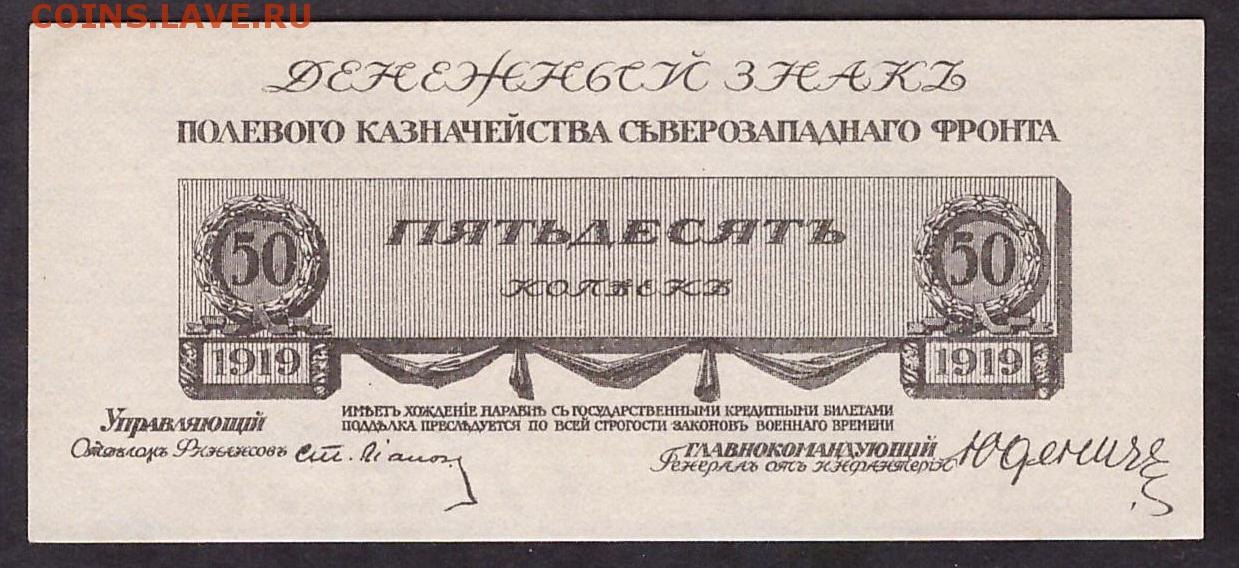 COINS.LAVE.RU
ДЕНЕЖНЫЙ ЗНАКЪ
ПОЛЕВОГО КАЗНАЧЕЙСТВА СѢВЕРОЗАПАДНАГО ФРОНТА
50 ПЯТЬДЕСЯТЪ 50
КОПѢЕКЪ
1919 1919
ИМѢЕТЪ ХОЖДЕНІЕ НАРАВНѢ СЪ ГОСУДАРСТВЕННЫМИ КРЕДИТНЫМИ БИЛЕТАМИ
ПОДДѢЛКА ПРЕСЛѢДУЕТСЯ ПО ВСЕЙ СТРОГОСТИ ЗАКОНОВЪ ВОЕННАГО ВРЕМЕНИ
Управляющій
Отдѣломъ Финансовъ
ГЛАВНОКОМАНДУЮЩІЙ
Генералъ отъ инфантеріи Юденичъ